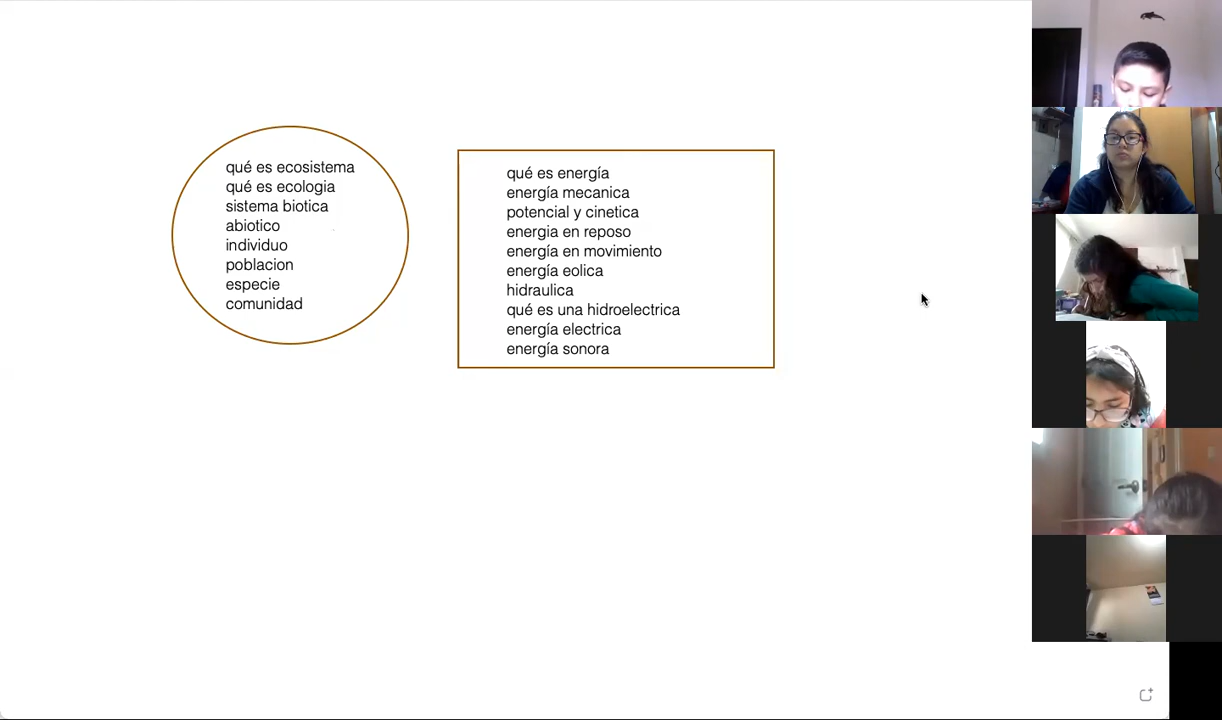 qué es ecosistema
qué es ecologia
sistema biotica
abiotico
individuo
poblacion
especie
comunidad
qué es energía
energía mecanica
potencial y cinetica
energia en reposo
energía en movimiento
energía eolica
hidraulica
qué es una hidroelectrica
energía electrica
energía sonora